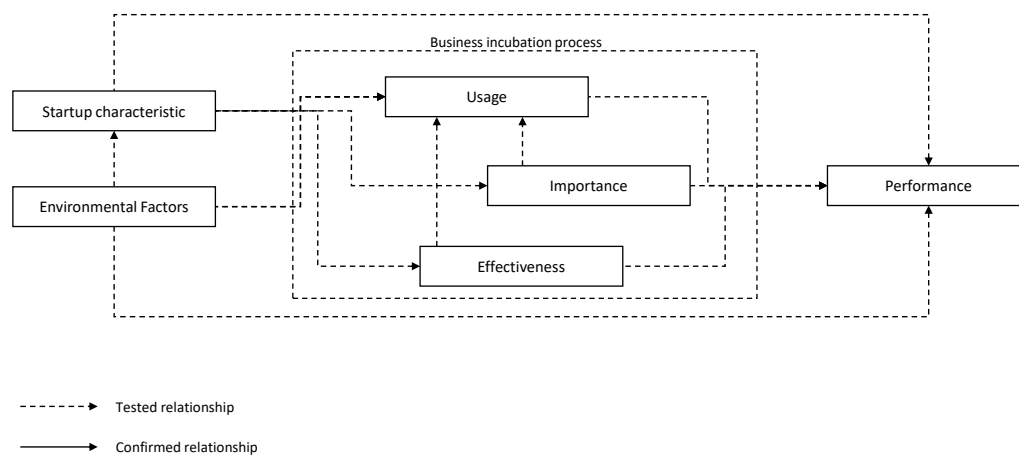 Business incubation process
Usage
Startup characteristic
Importance
Performance
Environmental Factors
Effectiveness
Tested relationship
Confirmed relationship